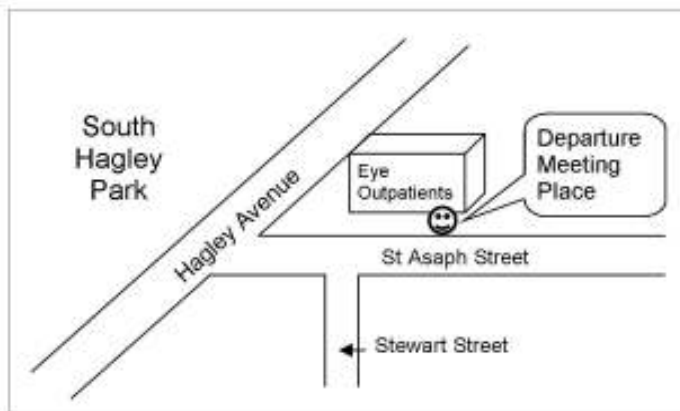 South
Hagley
Park
Hagley Avenue
Eye
Outpatients
Departure
Meeting
Place
St Asaph Street
Stewart Street